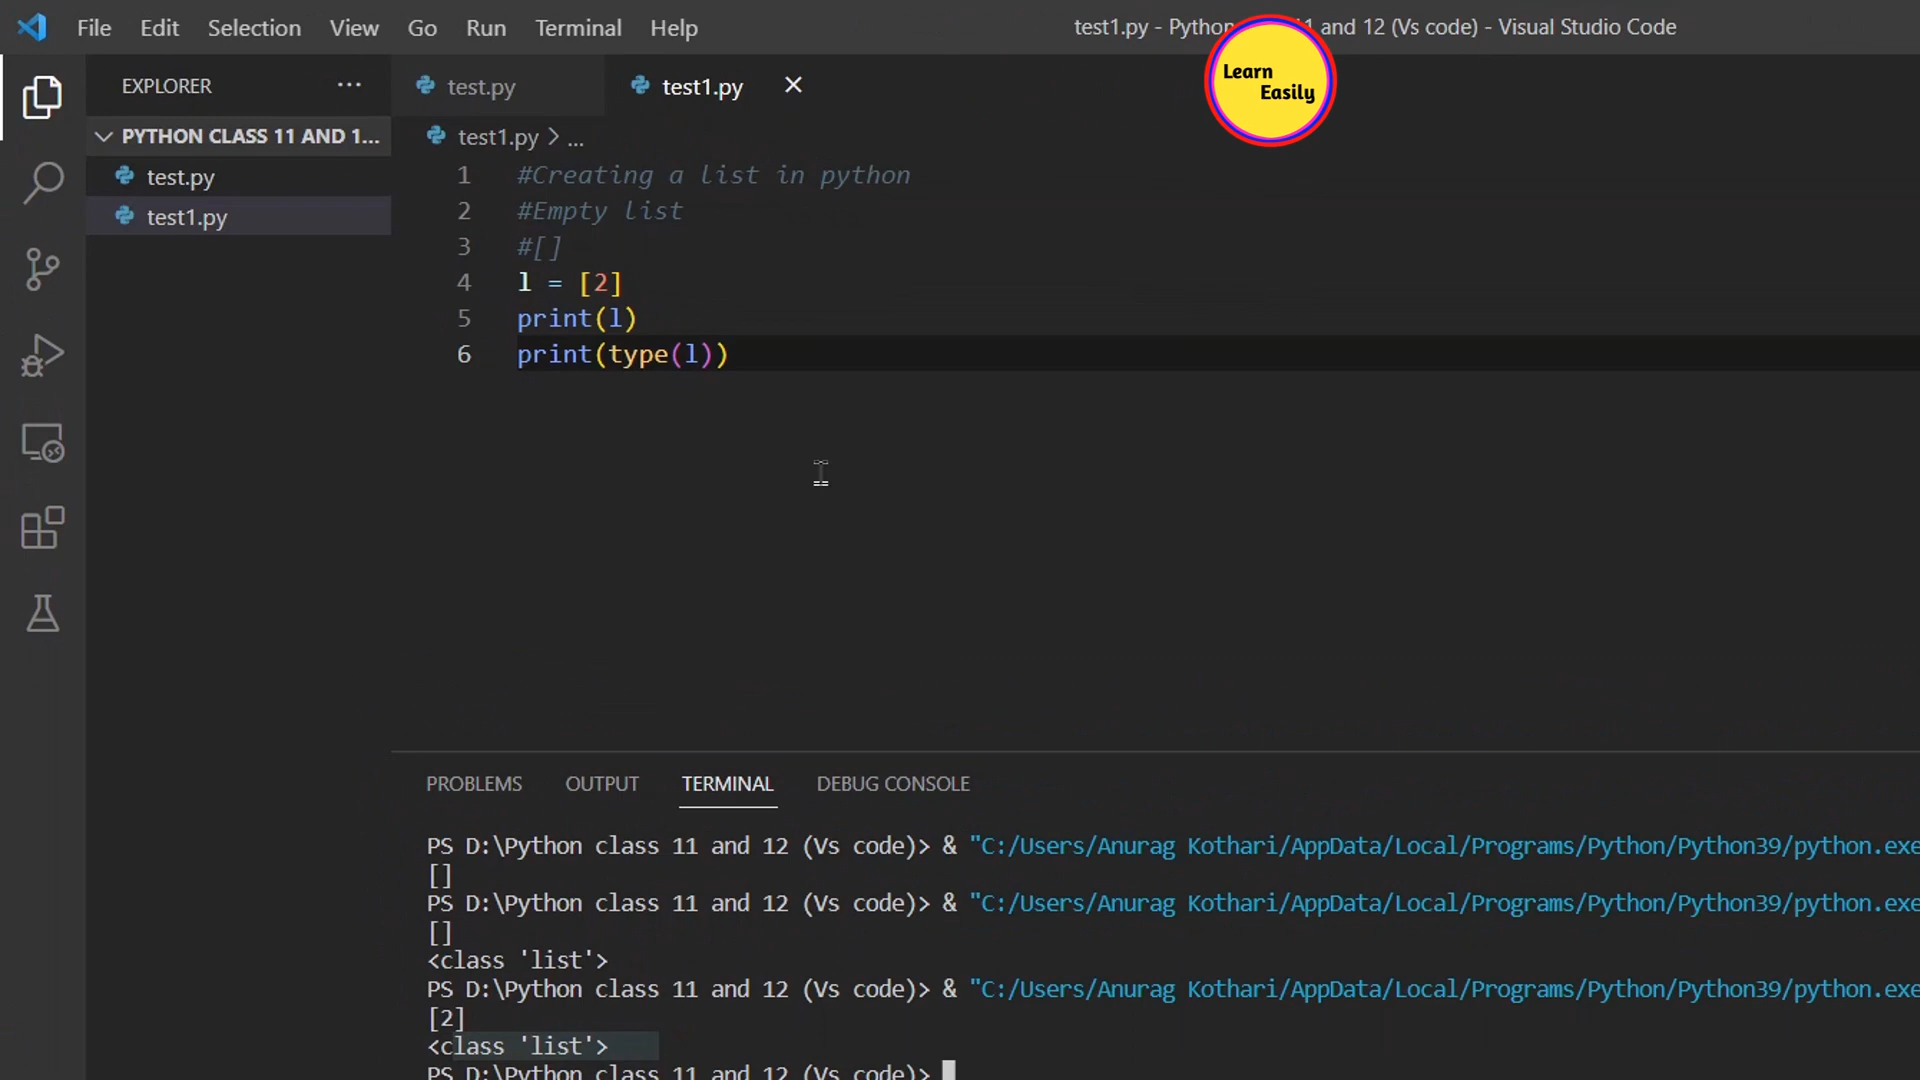 File Edit Selection View Go Run Terminal Help
test1.py - Python 11 and 12 (Vs code) - Visual Studio Code
Learn
Easily
EXPLORER ...
test.py
test1.py
PYTHON CLASS 11 AND 1...
test.py
test1.py
test1.py > ...
1 #Creating a list in python
2 #Empty list
3 #[]
4 l = [2]
5 print(l)
6 print(type(l))
PROBLEMS OUTPUT TERMINAL DEBUG CONSOLE
PS D:\Python class 11 and 12 (Vs code)> & "C:/Users/Anurag Kothari/AppData/Local/Programs/Python/Python39/python.exe
[]
PS D:\Python class 11 and 12 (Vs code)> & "C:/Users/Anurag Kothari/AppData/Local/Programs/Python/Python39/python.exe
[]
<class 'list'>
PS D:\Python class 11 and 12 (Vs code)> & "C:/Users/Anurag Kothari/AppData/Local/Programs/Python/Python39/python.exe
[2]
<class 'list'>
PS D:\Python class 11 and 12 (Vs code)>